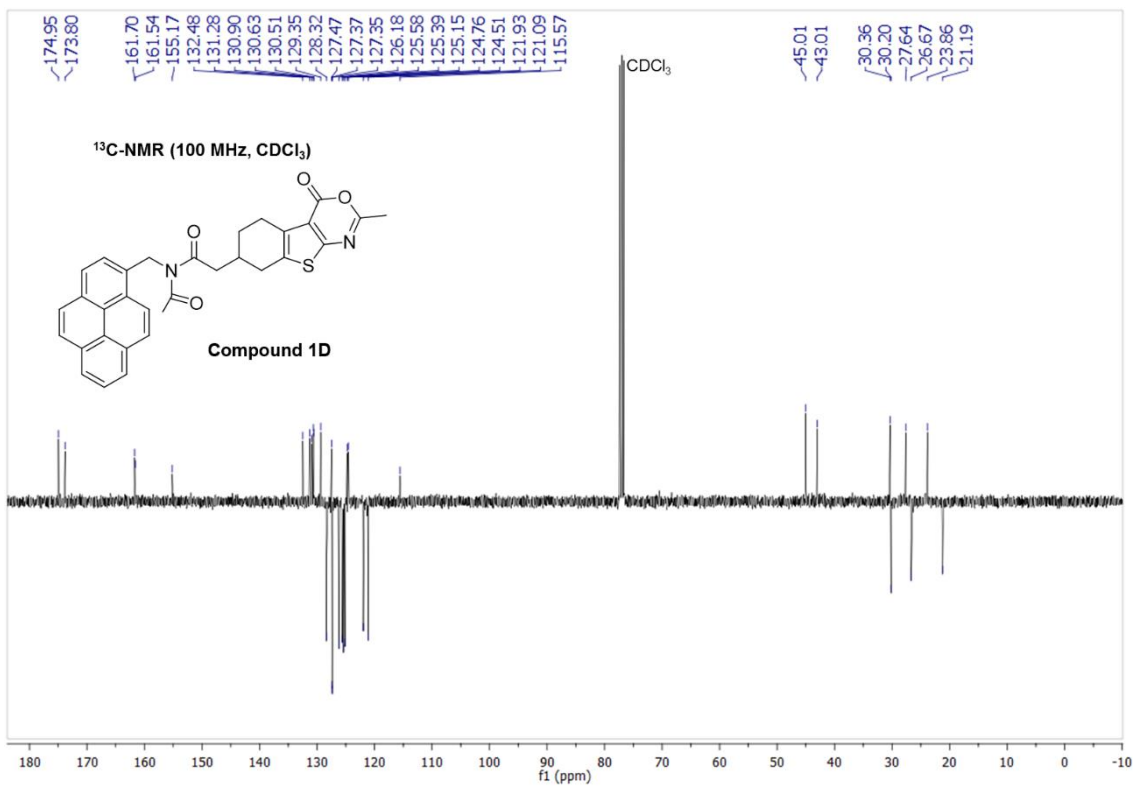 174.95
173.80
161.70
161.54
155.17
132.48
131.28
130.90
130.63
130.51
129.35
128.32
127.47
127.37
127.35
126.18
125.58
125.39
125.15
124.76
124.51
121.93
121.09
115.57
45.01
43.01
30.36
30.20
27.64
26.67
23.86
21.19
CDCl₃
¹³C-NMR (100 MHz, CDCl₃)
O
O
O
N
N
S
O
Compound 1D
180 170 160 150 140 130 120 110 100 90 80 70 60 50 40 30 20 10 0 -10
f1 (ppm)